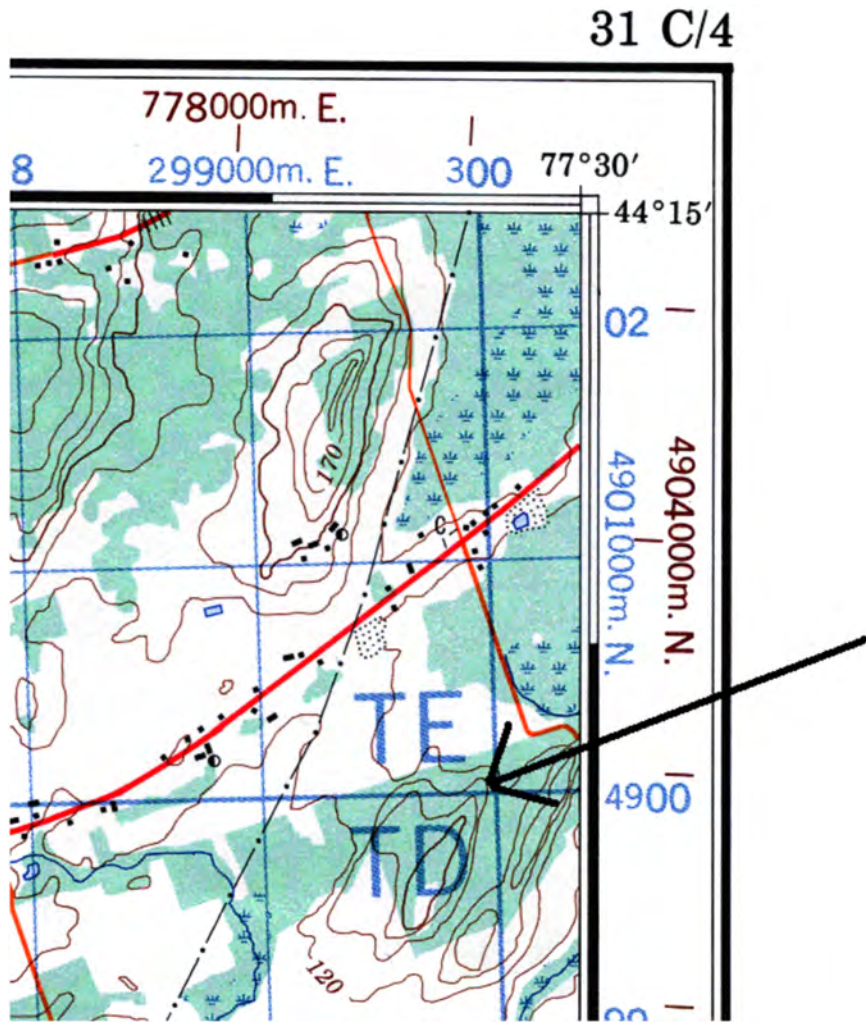 31 C/4
778000m. E.
8 299000m. E. 300 77°30′
44°15′
02
170
4901000m. N.
4904000m. N.
TE
4900
TD
120